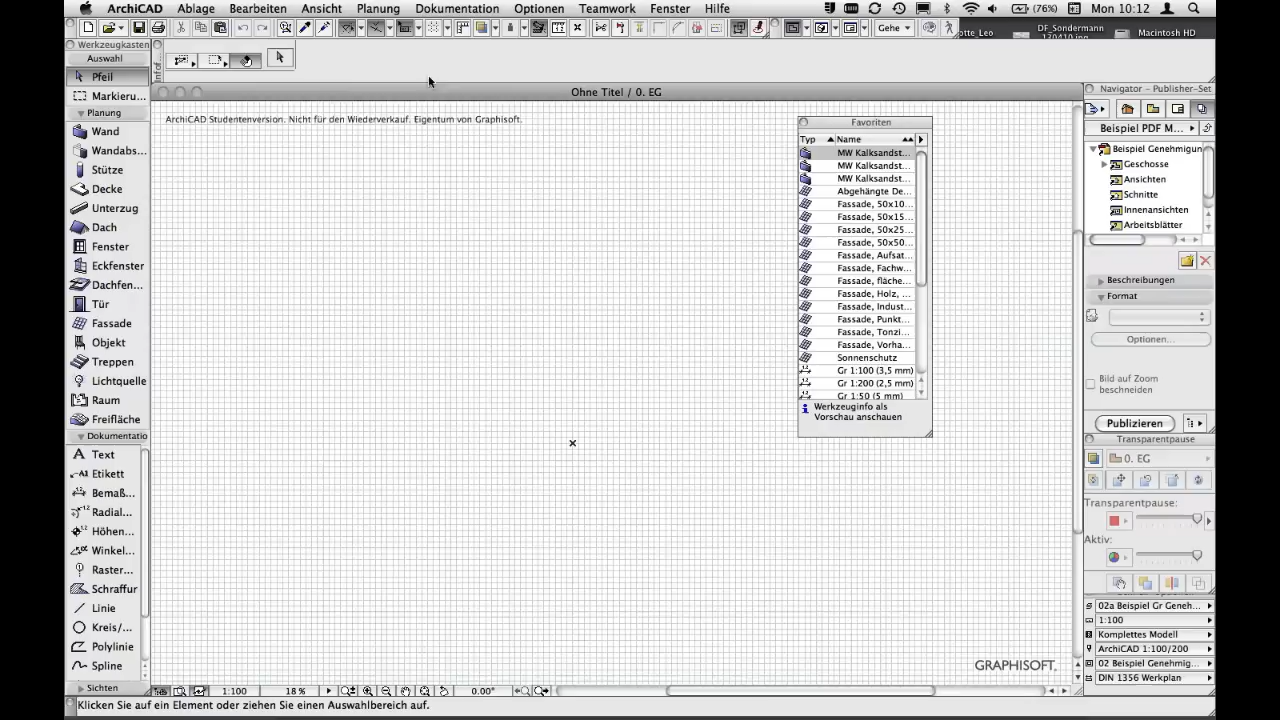 ArchiCAD Ablage Bearbeiten Ansicht Planung Dokumentation Optionen Teamwork Fenster Hilfe (76%) Mon 10:12
Gehe
otte_Leo
DF_Sondermann
Macintosh HD
Werkzeugkasten
Auswahl
Pfeil
Markieru...
Planung
Wand
Wandabs...
Stütze
Decke
Unterzug
Dach
Fenster
Eckfenster
Dachfen...
Tür
Fassade
Objekt
Treppen
Lichtquelle
Raum
Freifläche
Dokumentatio
Text
Etikett
Bemaß...
Radial...
Höhen...
Winkel...
Raster...
Schraffur
Linie
Kreis/...
Polylinie
Spline
Sichten
Ohne Titel / 0. EG
ArchiCAD Studentenversion. Nicht für den Wiederverkauf. Eigentum von Graphisoft.
Favoriten
Typ Name
MW Kalksandst...
MW Kalksandst...
MW Kalksandst...
Abgehängte De...
Fassade, 50x10...
Fassade, 50x15...
Fassade, 50x25...
Fassade, 50x50...
Fassade, Aufsat...
Fassade, Fachw...
Fassade, fläche...
Fassade, Holz, ...
Fassade, Indust...
Fassade, Punkt...
Fassade, Tonzi...
Fassade, Vorha...
Sonnenschutz
Gr 1:100 (3,5 mm)
Gr 1:200 (2,5 mm)
Gr 1:50 (5 mm)
Werkzeuginfo als
Vorschau anschauen
GRAPHISOFT.
1:100 18 % 0.00°
Klicken Sie auf ein Element oder ziehen Sie einen Auswahlbereich auf.
Navigator - Publisher-Set
Beispiel PDF M...
Beispiel Genehmigun
Geschosse
Ansichten
Schnitte
Innenansichten
Arbeitsblätter
Beschreibungen
Format
Optionen...
Bild auf Zoom
beschneiden
Publizieren
Transparentpause
0. EG
Transparentpause:
Aktiv:
02a Beispiel Gr Geneh...
1:100
Komplettes Modell
ArchiCAD 1:100/200
02 Beispiel Genehmig...
DIN 1356 Werkplan